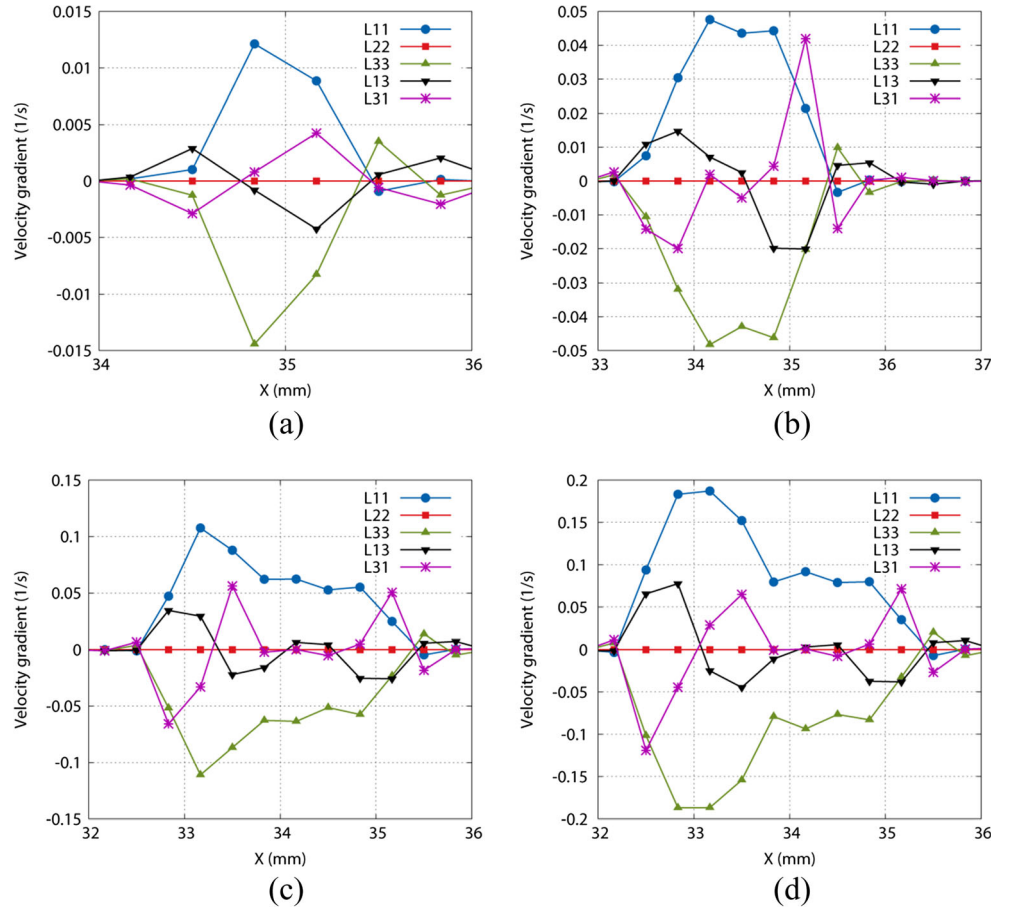 0.015
0.01
0.005
0
-0.005
-0.01
-0.015
Velocity gradient (1/s)
L11
L22
L33
L13
L31
34
35
36
X (mm)
(a)
0.05
0.04
0.03
0.02
0.01
0
-0.01
-0.02
-0.03
-0.04
-0.05
Velocity gradient (1/s)
L11
L22
L33
L13
L31
33
34
35
36
37
X (mm)
(b)
0.15
0.1
0.05
0
-0.05
-0.1
-0.15
Velocity gradient (1/s)
L11
L22
L33
L13
L31
32
33
34
35
36
X (mm)
(c)
0.2
0.15
0.1
0.05
0
-0.05
-0.1
-0.15
-0.2
Velocity gradient (1/s)
L11
L22
L33
L13
L31
32
33
34
35
36
X (mm)
(d)